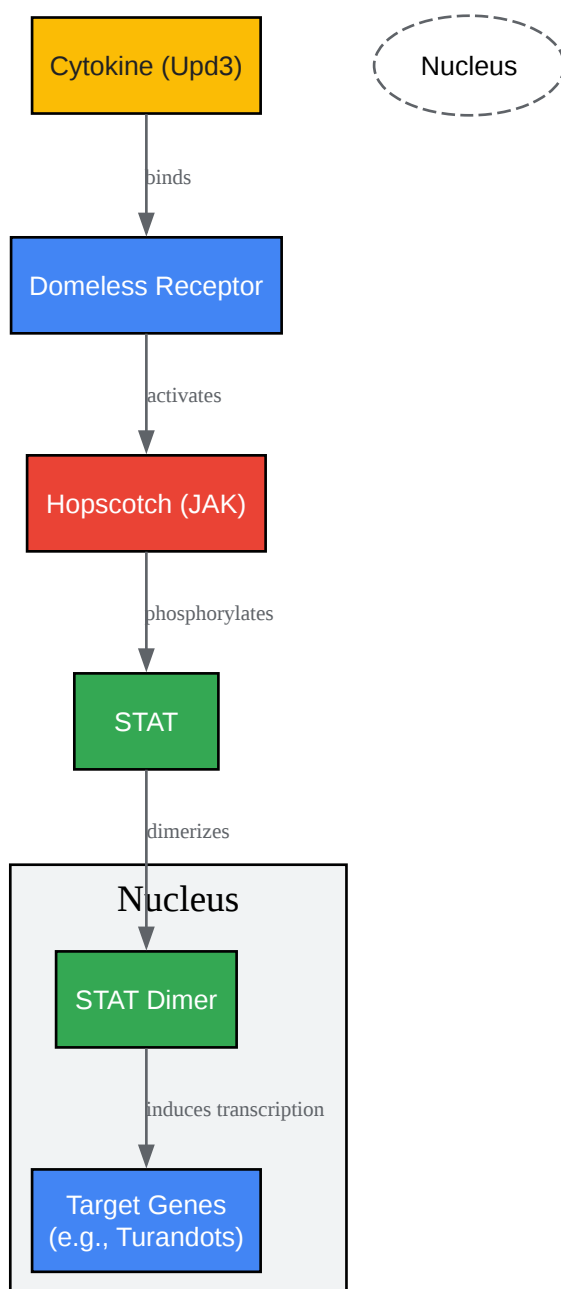 Cytokine (Upd3)
Nucleus
binds
Domeless Receptor
activates
Hopscotch (JAK)
phosphorylates
STAT
dimerizes
Nucleus
STAT Dimer
induces transcription
Target Genes
(e.g., Turandots)